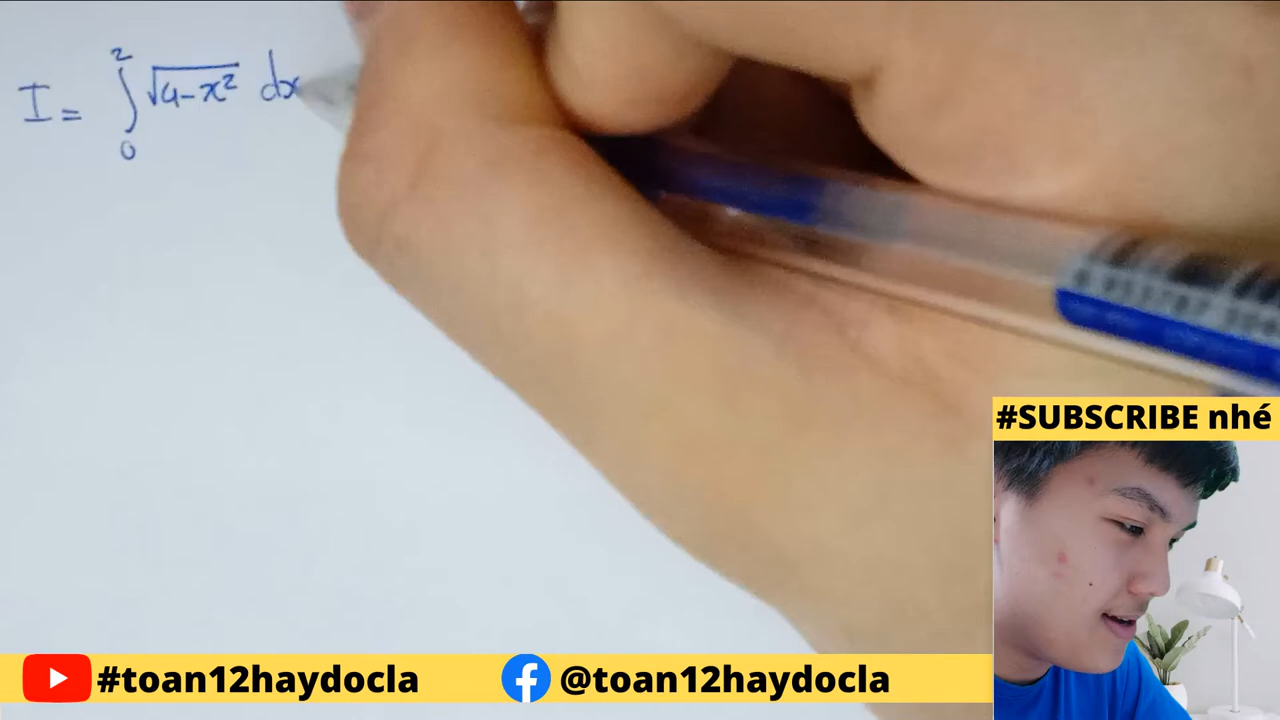 I = ∫₀² √4-x² dx
#SUBSCRIBE nhé
#toan12haydocla
@toan12haydocla